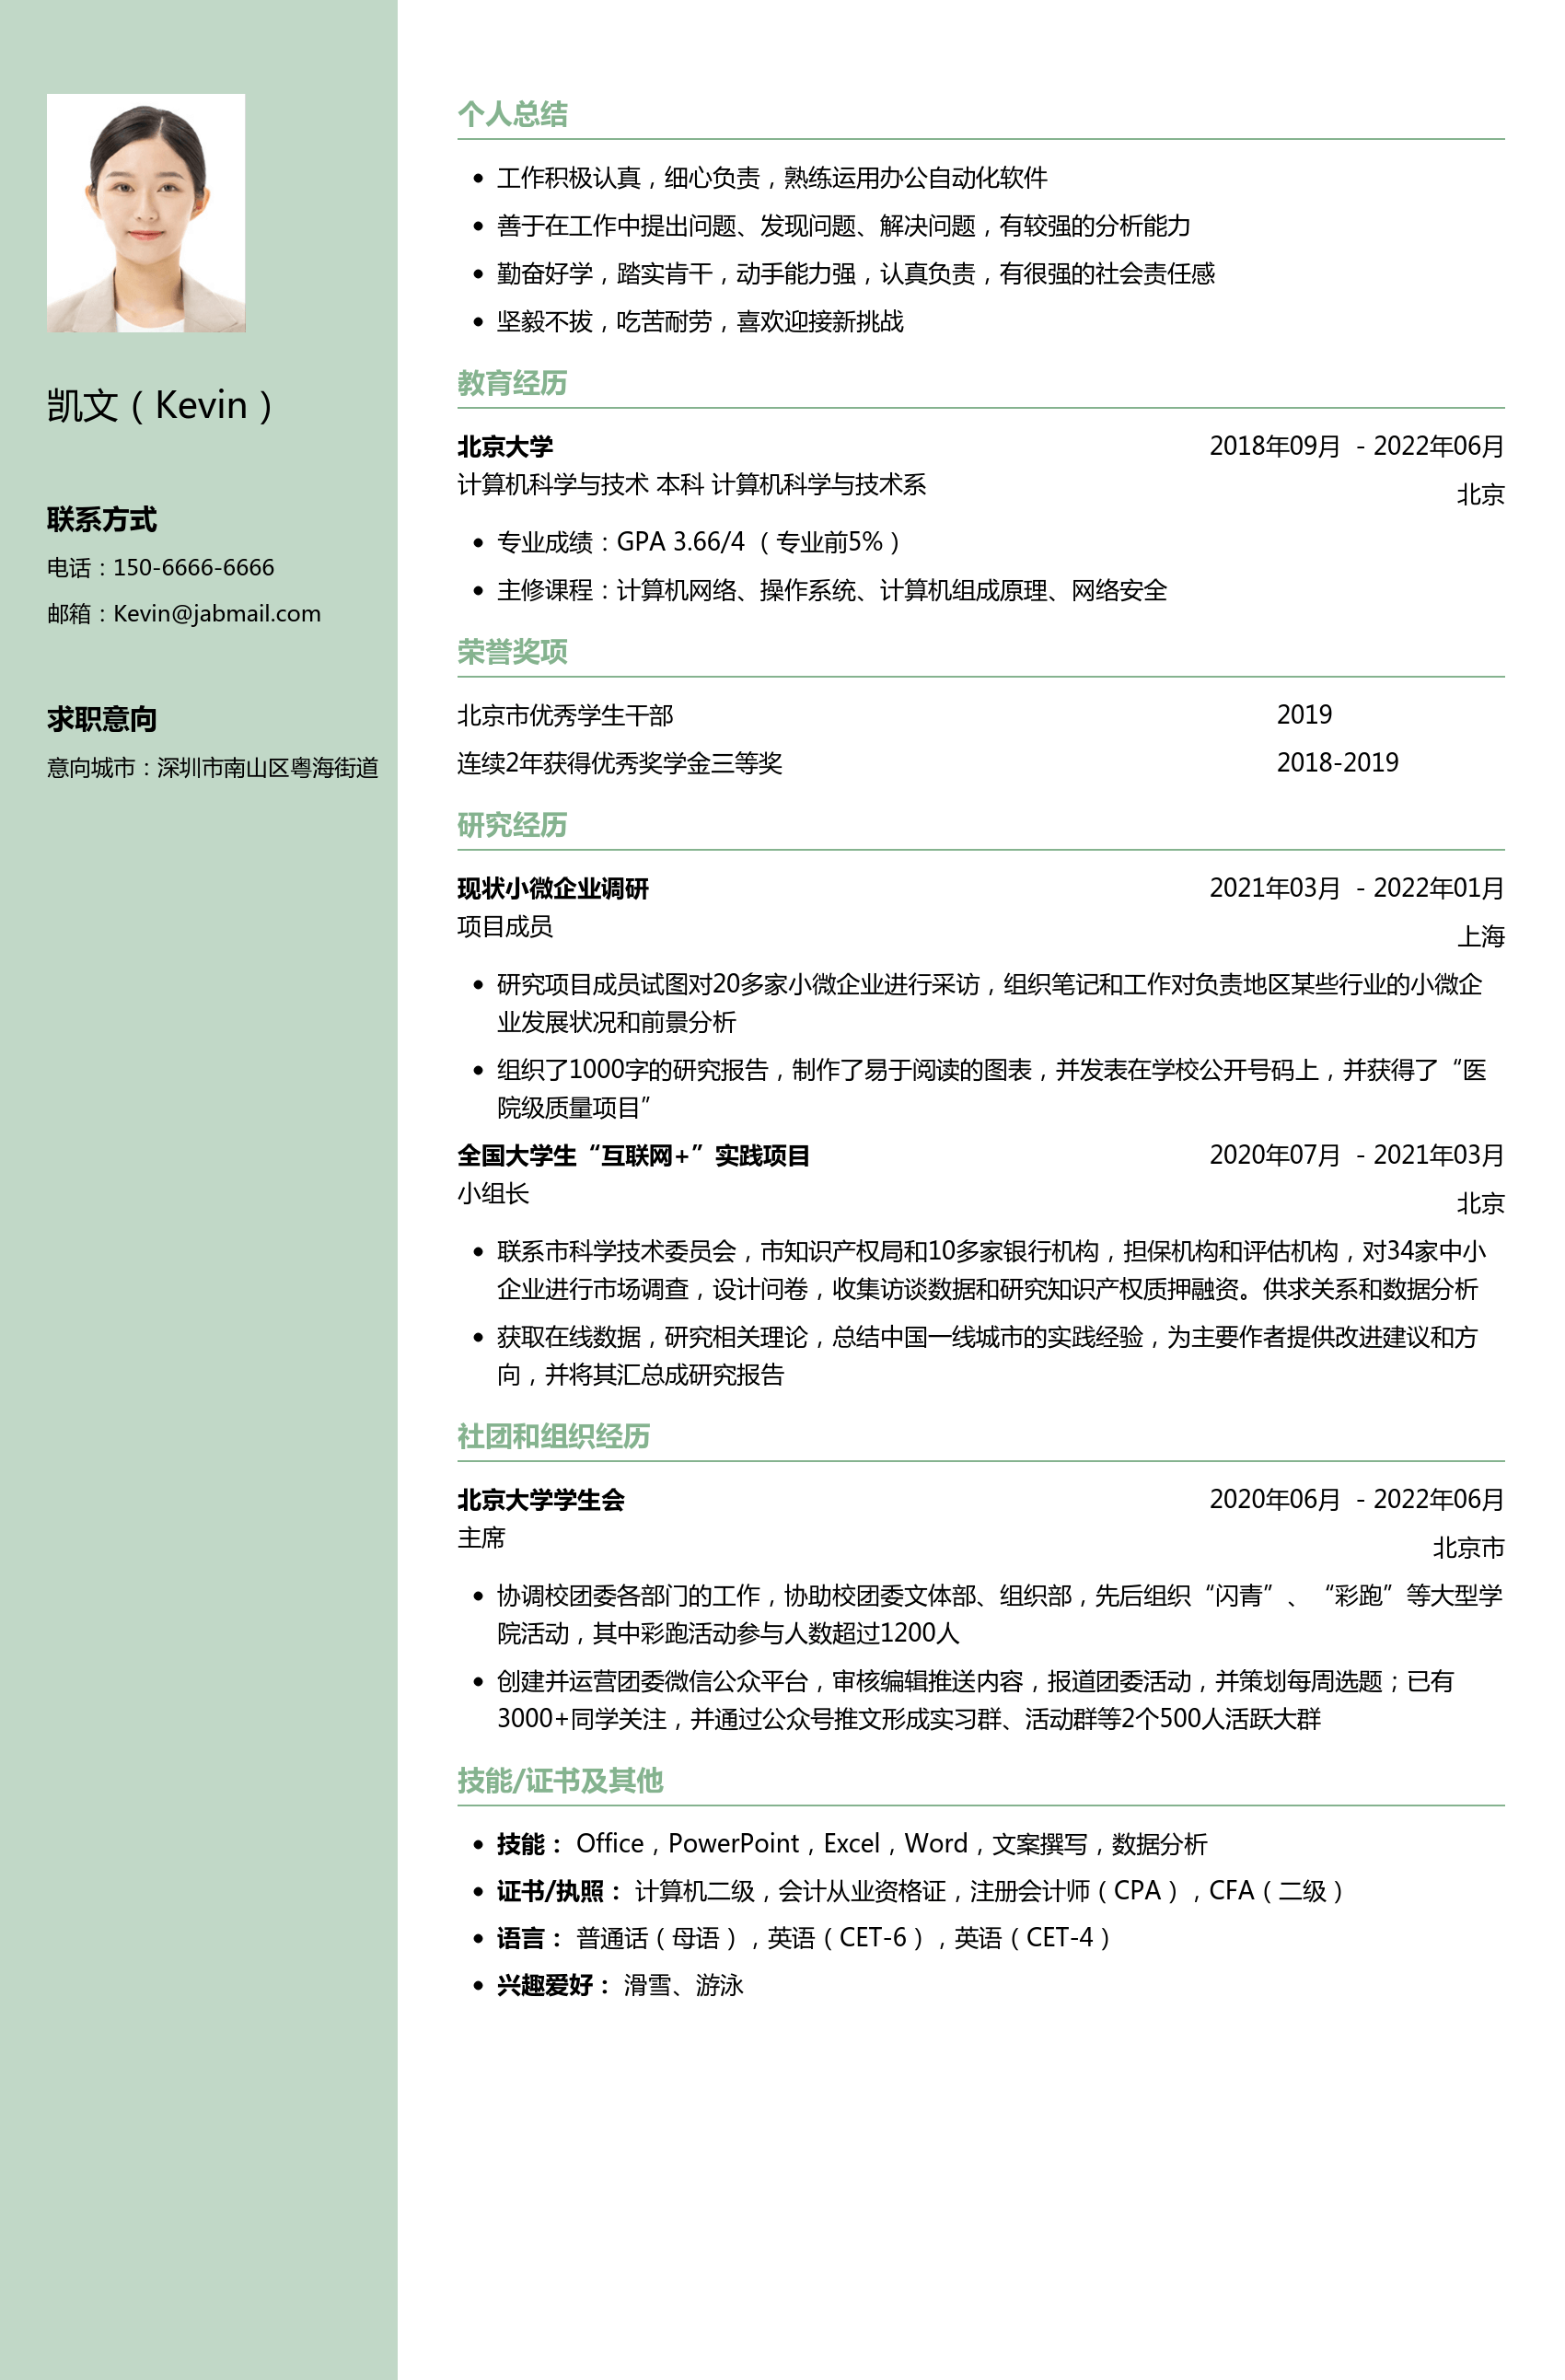 凯文（Kevin）
联系方式
电话：150-6666-6666
邮箱：Kevin@jabmail.com
求职意向
意向城市：深圳市南山区粤海街道
个人总结
• 工作积极认真，细心负责，熟练运用办公自动化软件
• 善于在工作中提出问题、发现问题、解决问题，有较强的分析能力
• 勤奋好学，踏实肯干，动手能力强，认真负责，有很强的社会责任感
• 坚毅不拔，吃苦耐劳，喜欢迎接新挑战
教育经历
北京大学 2018年09月 - 2022年06月
计算机科学与技术 本科 计算机科学与技术系 北京
• 专业成绩：GPA 3.66/4 （专业前5%）
• 主修课程：计算机网络、操作系统、计算机组成原理、网络安全
荣誉奖项
北京市优秀学生干部 2019
连续2年获得优秀奖学金三等奖 2018-2019
研究经历
现状小微企业调研 2021年03月 - 2022年01月
项目成员 上海
• 研究项目成员试图对20多家小微企业进行采访，组织笔记和工作对负责地区某些行业的小微企
业发展状况和前景分析
• 组织了1000字的研究报告，制作了易于阅读的图表，并发表在学校公开号码上，并获得了“医
院级质量项目”
全国大学生“互联网+”实践项目 2020年07月 - 2021年03月
小组长 北京
• 联系市科学技术委员会，市知识产权局和10多家银行机构，担保机构和评估机构，对34家中小
企业进行市场调查，设计问卷，收集访谈数据和研究知识产权质押融资。供求关系和数据分析
• 获取在线数据，研究相关理论，总结中国一线城市的实践经验，为主要作者提供改进建议和方
向，并将其汇总成研究报告
社团和组织经历
北京大学学生会 2020年06月 - 2022年06月
主席 北京市
• 协调校团委各部门的工作，协助校团委文体部、组织部，先后组织“闪青”、“彩跑”等大型学
院活动，其中彩跑活动参与人数超过1200人
• 创建并运营团委微信公众平台，审核编辑推送内容，报道团委活动，并策划每周选题；已有
3000+同学关注，并通过公众号推文形成实习群、活动群等2个500人活跃大群
技能/证书及其他
• 技能： Office，PowerPoint，Excel，Word，文案撰写，数据分析
• 证书/执照： 计算机二级，会计从业资格证，注册会计师（CPA），CFA（二级）
• 语言： 普通话（母语），英语（CET-6），英语（CET-4）
• 兴趣爱好： 滑雪、游泳